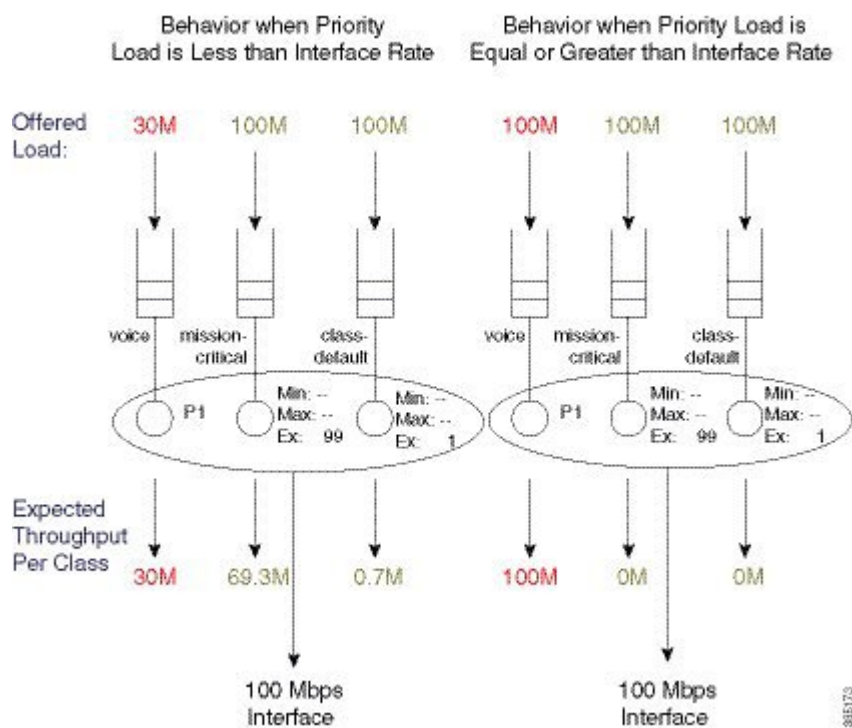 Behavior when Priority
Load is Less than Interface Rate
Behavior when Priority Load is
Equal or Greater than Interface Rate
Offered
Load:
30M
100M
100M
100M
100M
100M
voice
mission-
critical
class-
default
voice
mission-
critical
class-
default
P1
Min: --
Max: --
Ex: 99
Min: --
Max: --
Ex: 1
P1
Min: --
Max: --
Ex: 99
Min: --
Max: --
Ex: 1
Expected
Throughput
Per Class
30M
69.3M
0.7M
100M
0M
0M
100 Mbps
Interface
100 Mbps
Interface